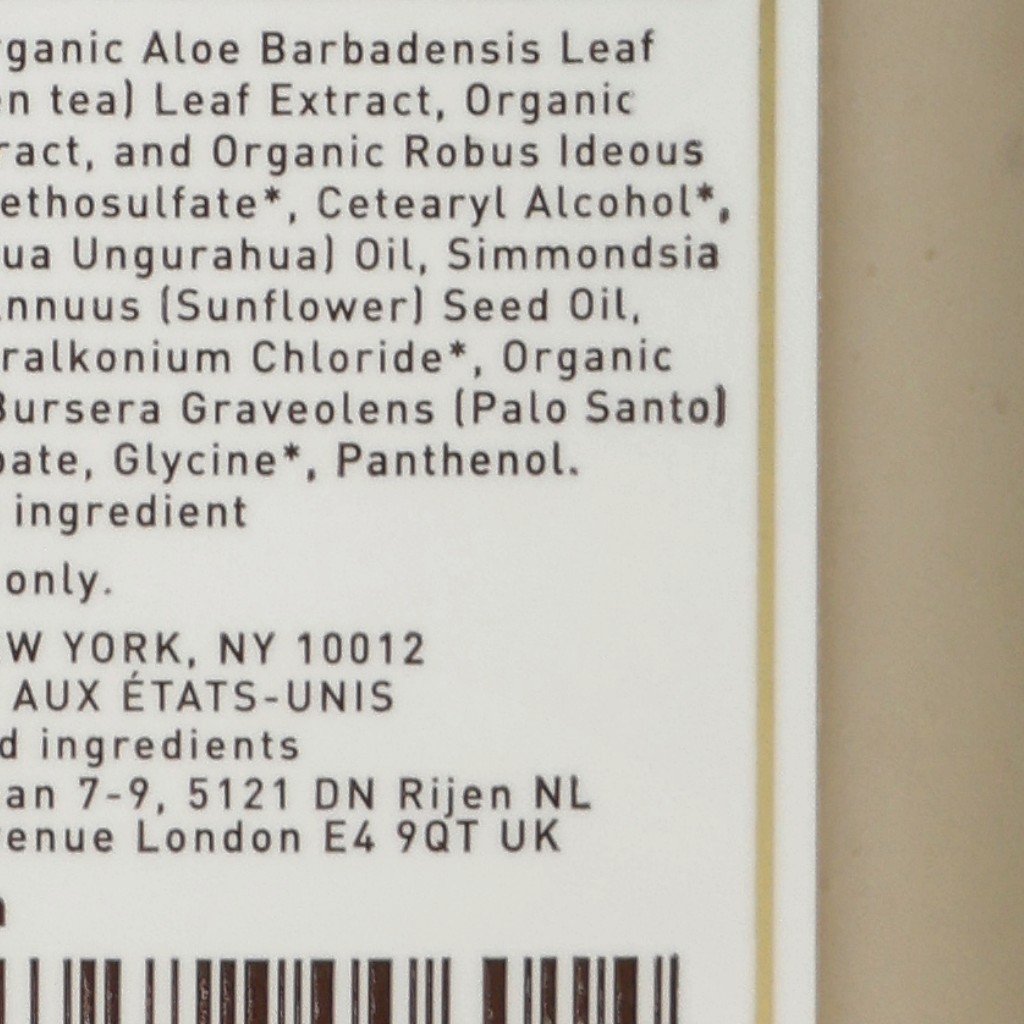 rganic Aloe Barbadensis Leaf
en tea) Leaf Extract, Organic
ract, and Organic Robus Ideous
ethosulfate*, Cetearyl Alcohol*,
ua Ungurahua) Oil, Simmondsia
nnuus (Sunflower) Seed Oil,
ralkonium Chloride*, Organic
Bursera Graveolens (Palo Santo)
bate, Glycine*, Panthenol.
ingredient
only.
W YORK, NY 10012
AUX ÉTATS-UNIS
d ingredients
an 7-9, 5121 DN Rijen NL
enue London E4 9QT UK